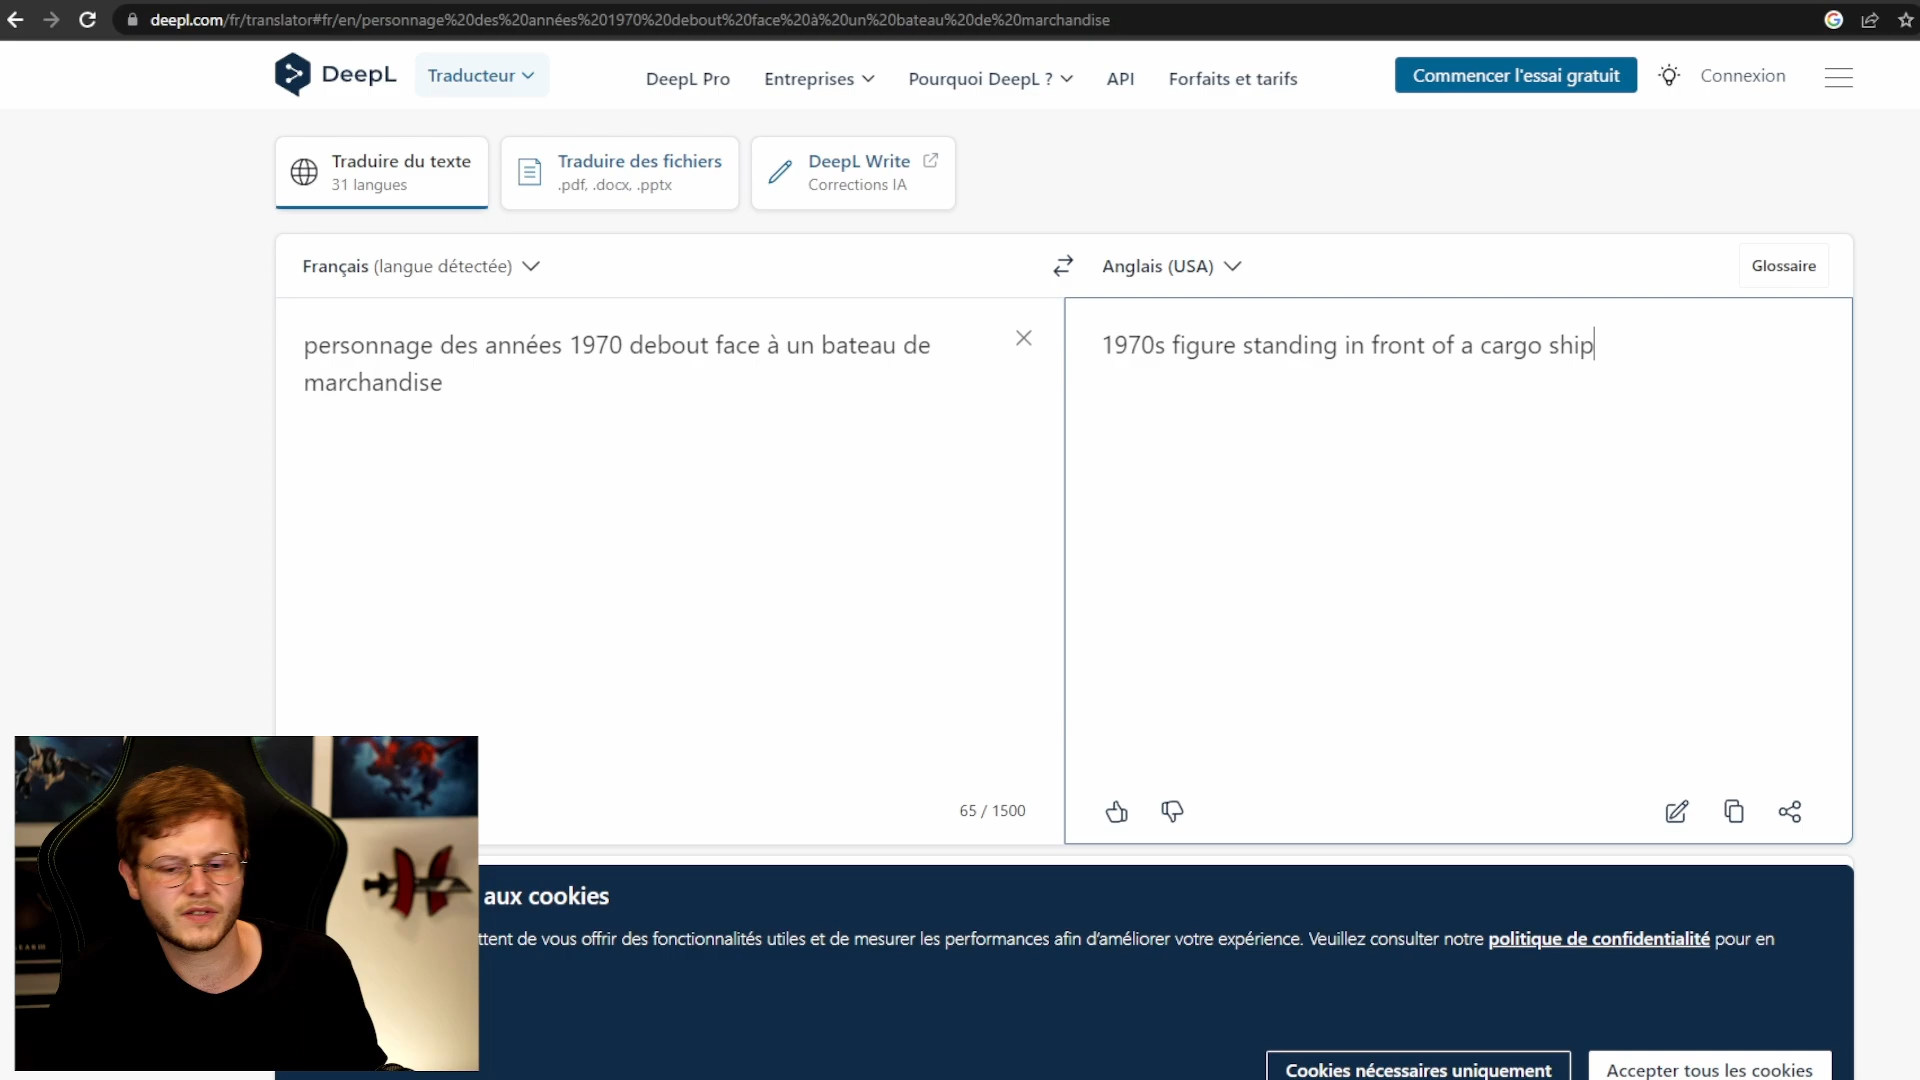 deepl.com/fr/translator#fr/en/personnage%20des%20années%201970%20debout%20face%20à%20un%20bateau%20de%20marchandise
DeepL
Traducteur
DeepL Pro
Entreprises
Pourquoi DeepL ?
API
Forfaits et tarifs
Commencer l'essai gratuit
Connexion
Traduire du texte
31 langues
Traduire des fichiers
.pdf, .docx, .pptx
DeepL Write
Corrections IA
Français (langue détectée)
Anglais (USA)
Glossaire
personnage des années 1970 debout face à un bateau de
marchandise
1970s figure standing in front of a cargo ship
65 / 1500
aux cookies
ttent de vous offrir des fonctionnalités utiles et de mesurer les performances afin d’améliorer votre expérience. Veuillez consulter notre politique de confidentialité pour en
Cookies nécessaires uniquement
Accepter tous les cookies